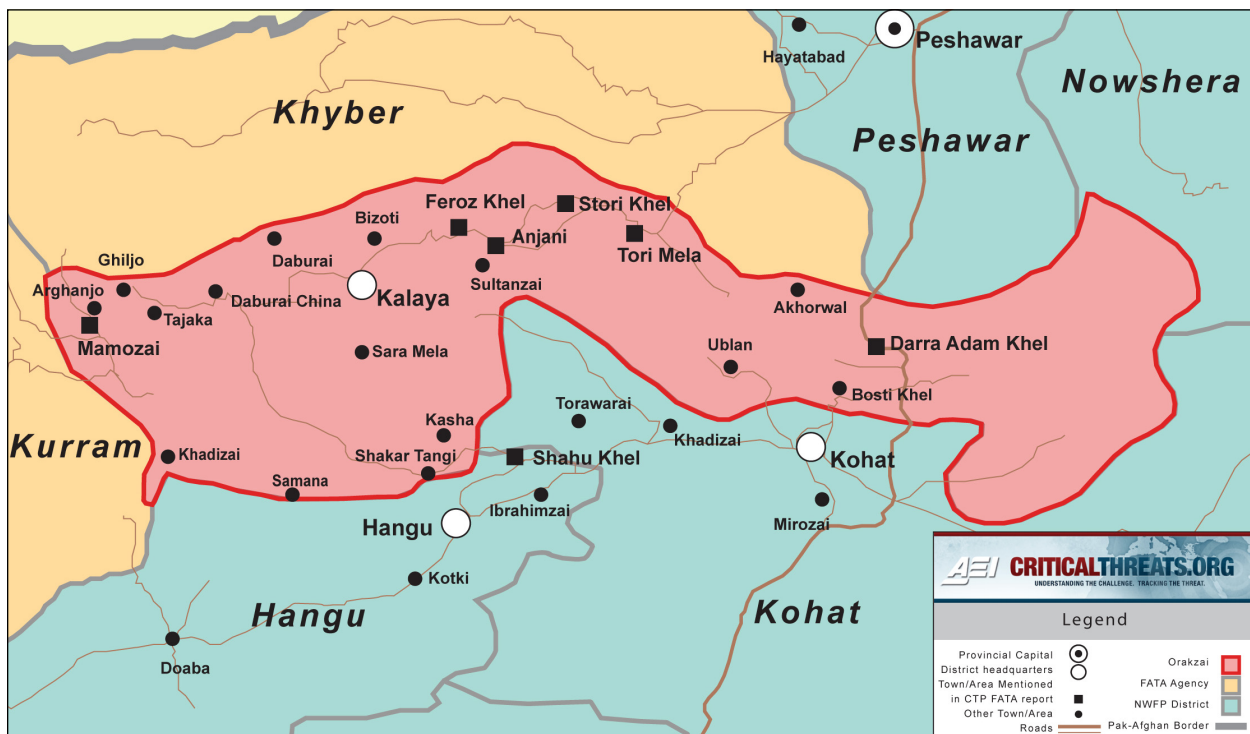 Peshawar
Hayatabad
Nowshera
Khyber
Peshawar
Feroz Khel
Stori Khel
Bizoti
Anjani
Tori Mela
Ghiljo
Daburai
Sultanzai
Arghanjo
Daburai China
Kalaya
Akhorwal
Tajaka
Mamozai
Sara Mela
Ublan
Darra Adam Khel
Bosti Khel
Torawarai
Kasha
Khadizai
Kurram
Khadizai
Shakar Tangi
Shahu Khel
Kohat
Samana
Ibrahimzai
Mirozai
Hangu
Kotki
Hangu
Kohat
Doaba
AEI CRITICALTHREATS.ORG
UNDERSTANDING THE CHALLENGE. TRACKING THE THREAT.
Legend
Provincial Capital
District headquarters
Town/Area Mentioned
in CTP FATA report
Other Town/Area
Roads
Orakzai
FATA Agency
NWFP District
Pak-Afghan Border